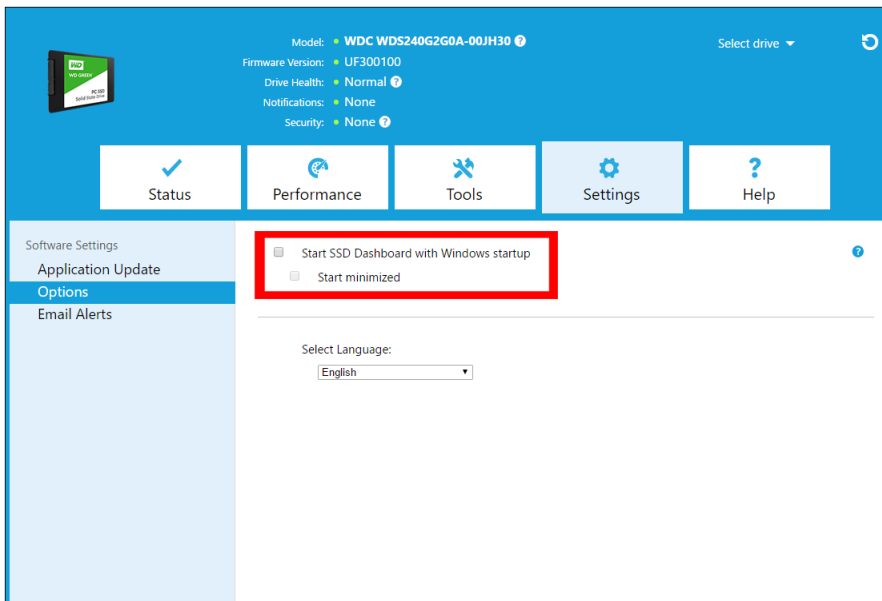 Model: WDC WDS240G2G0A-00JH30 ?
Firmware Version: UF300100
Drive Health: Normal ?
Notifications: None
Security: None ?
Select drive
WD
WD GREEN
PC SSD
Solid State Drive
Status
Performance
Tools
Settings
? Help
Software Settings
Application Update
Options
Email Alerts
Start SSD Dashboard with Windows startup
?
Start minimized
Select Language:
English